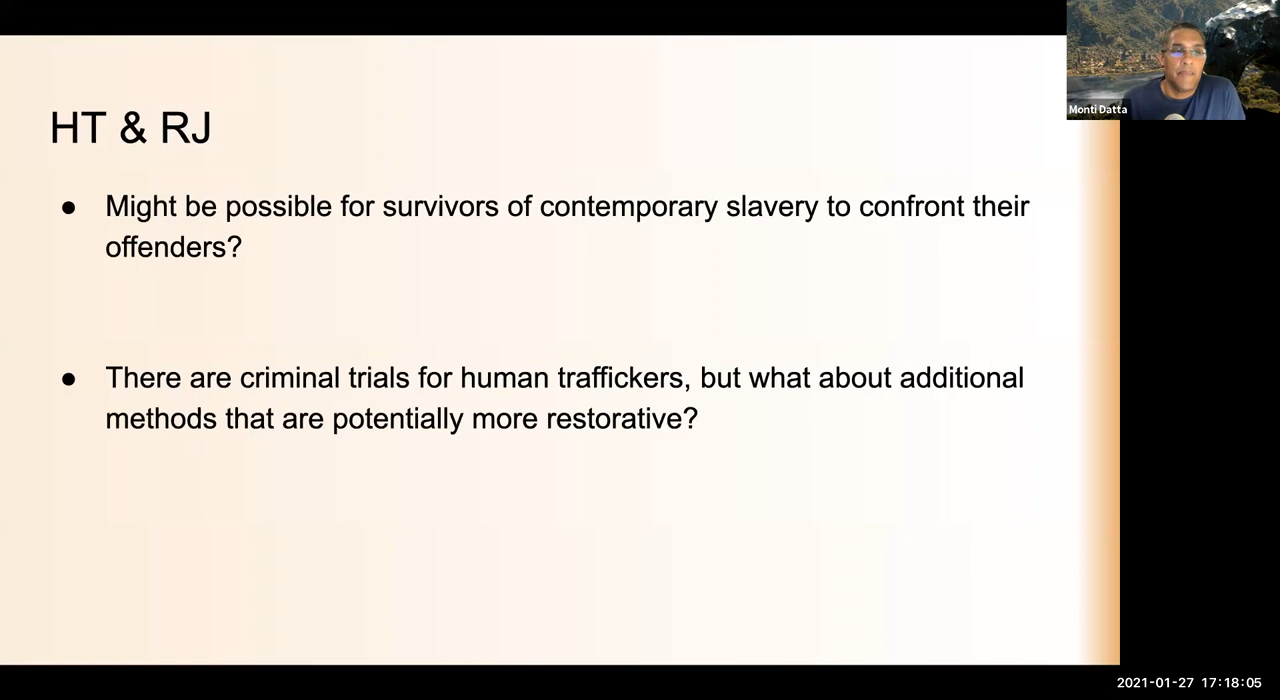 HT & RJ
● Might be possible for survivors of contemporary slavery to confront their
offenders?
● There are criminal trials for human traffickers, but what about additional
methods that are potentially more restorative?
Monti Datta
2021-01-27 17:18:05